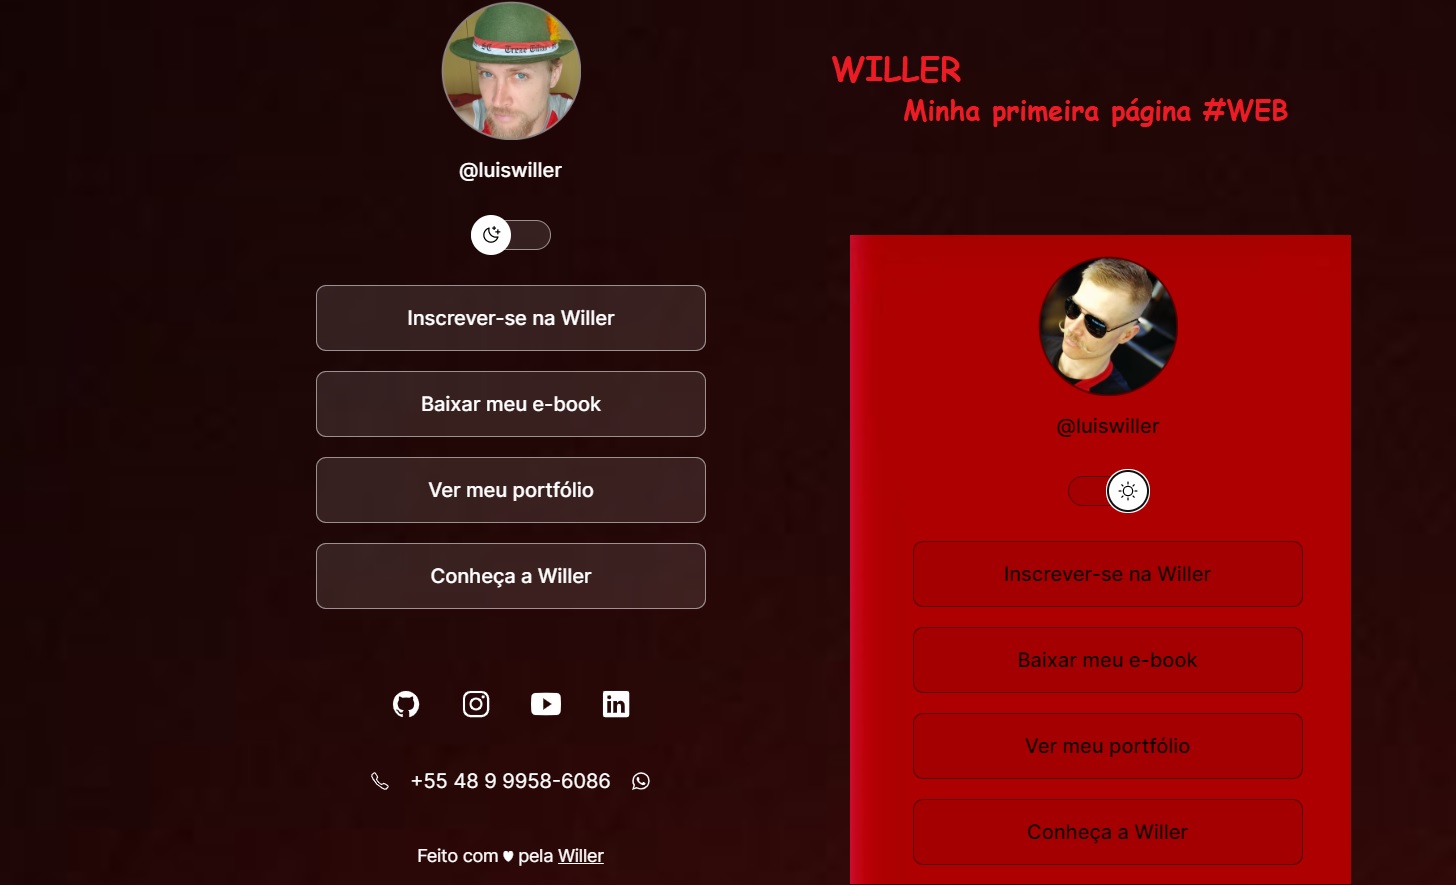 @luiswiller
Inscrever-se na Willer
Baixar meu e-book
Ver meu portfólio
Conheça a Willer
+55 48 9 9958-6086
Feito com ♥ pela Willer
WILLER
Minha primeira página #WEB
@luiswiller
Inscrever-se na Willer
Baixar meu e-book
Ver meu portfólio
Conheça a Willer